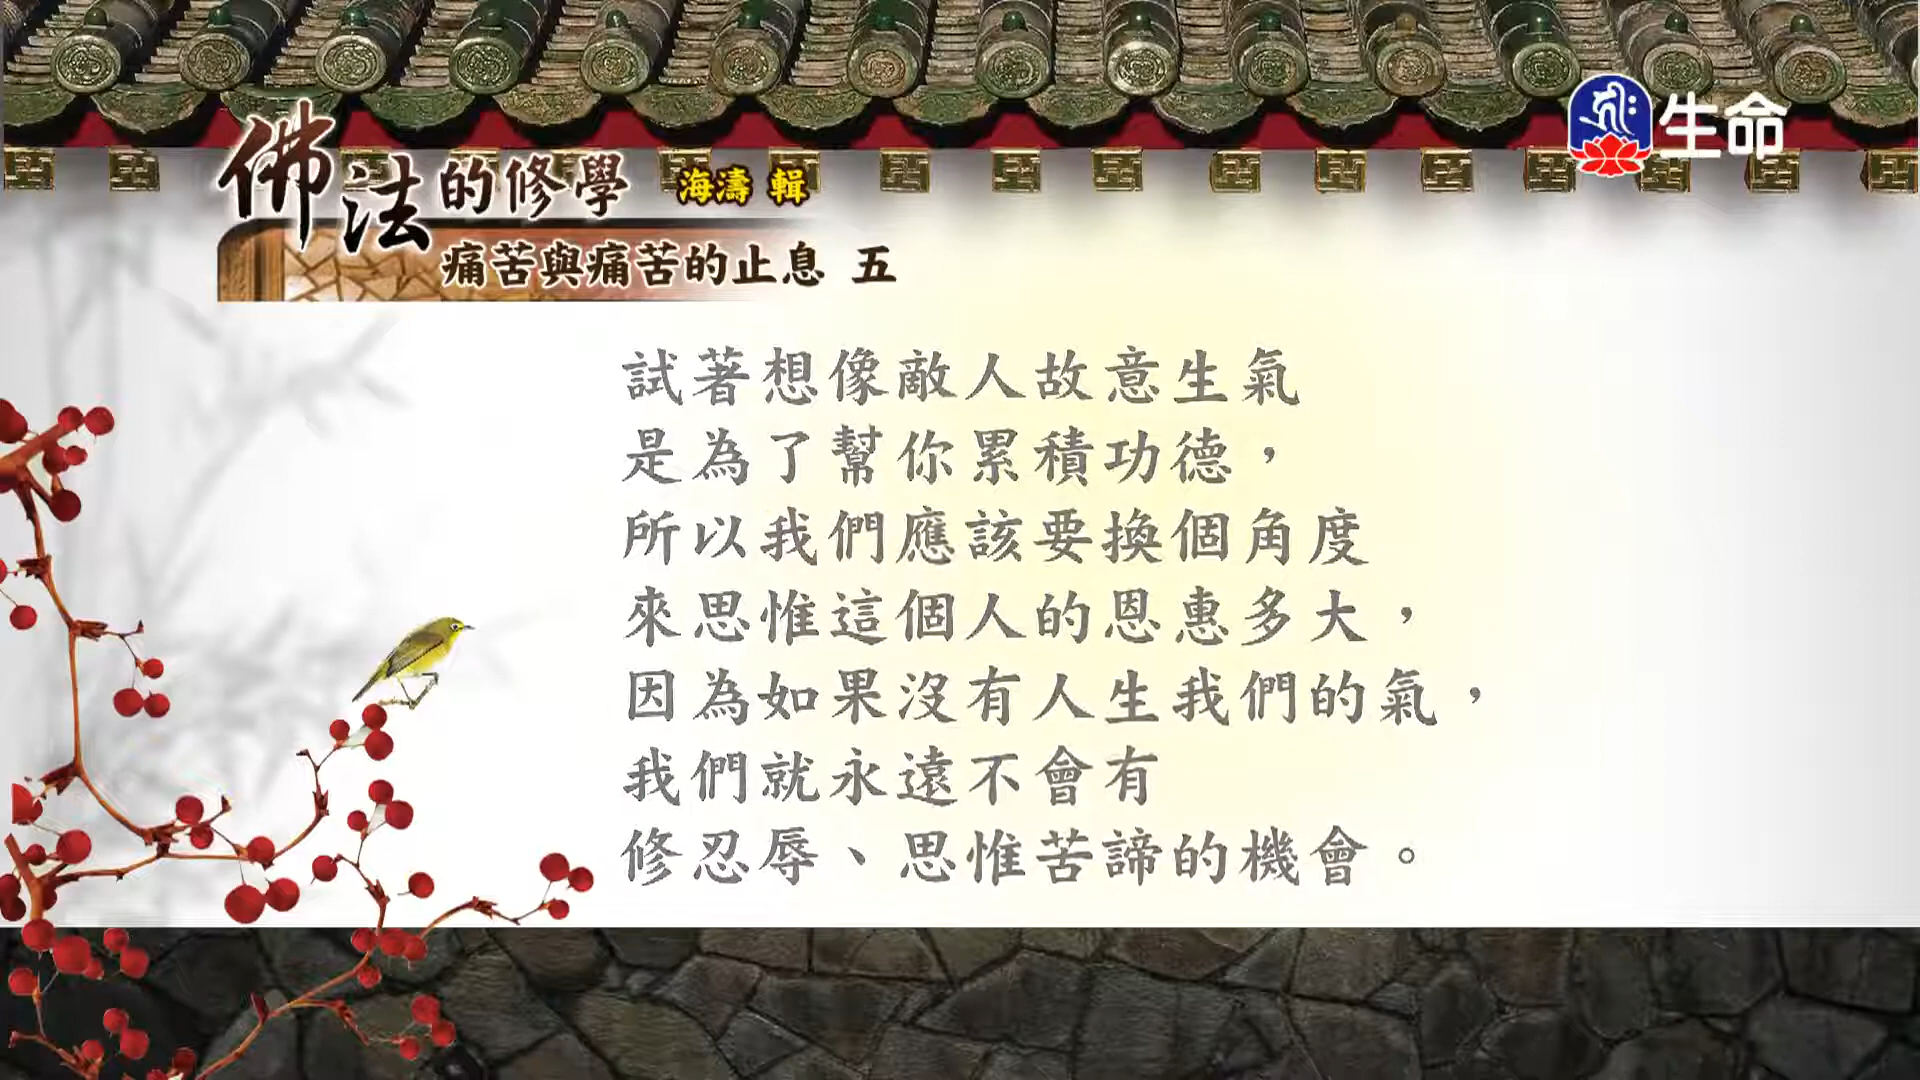 佛法的修學 海濤 輯
痛苦與痛苦的止息 五
生命
試著想像敵人故意生氣
是為了幫你累積功德，
所以我們應該要換個角度
來思惟這個人的恩惠多大，
因為如果沒有人生我們的氣，
我們就永遠不會有
修忍辱、思惟苦諦的機會。